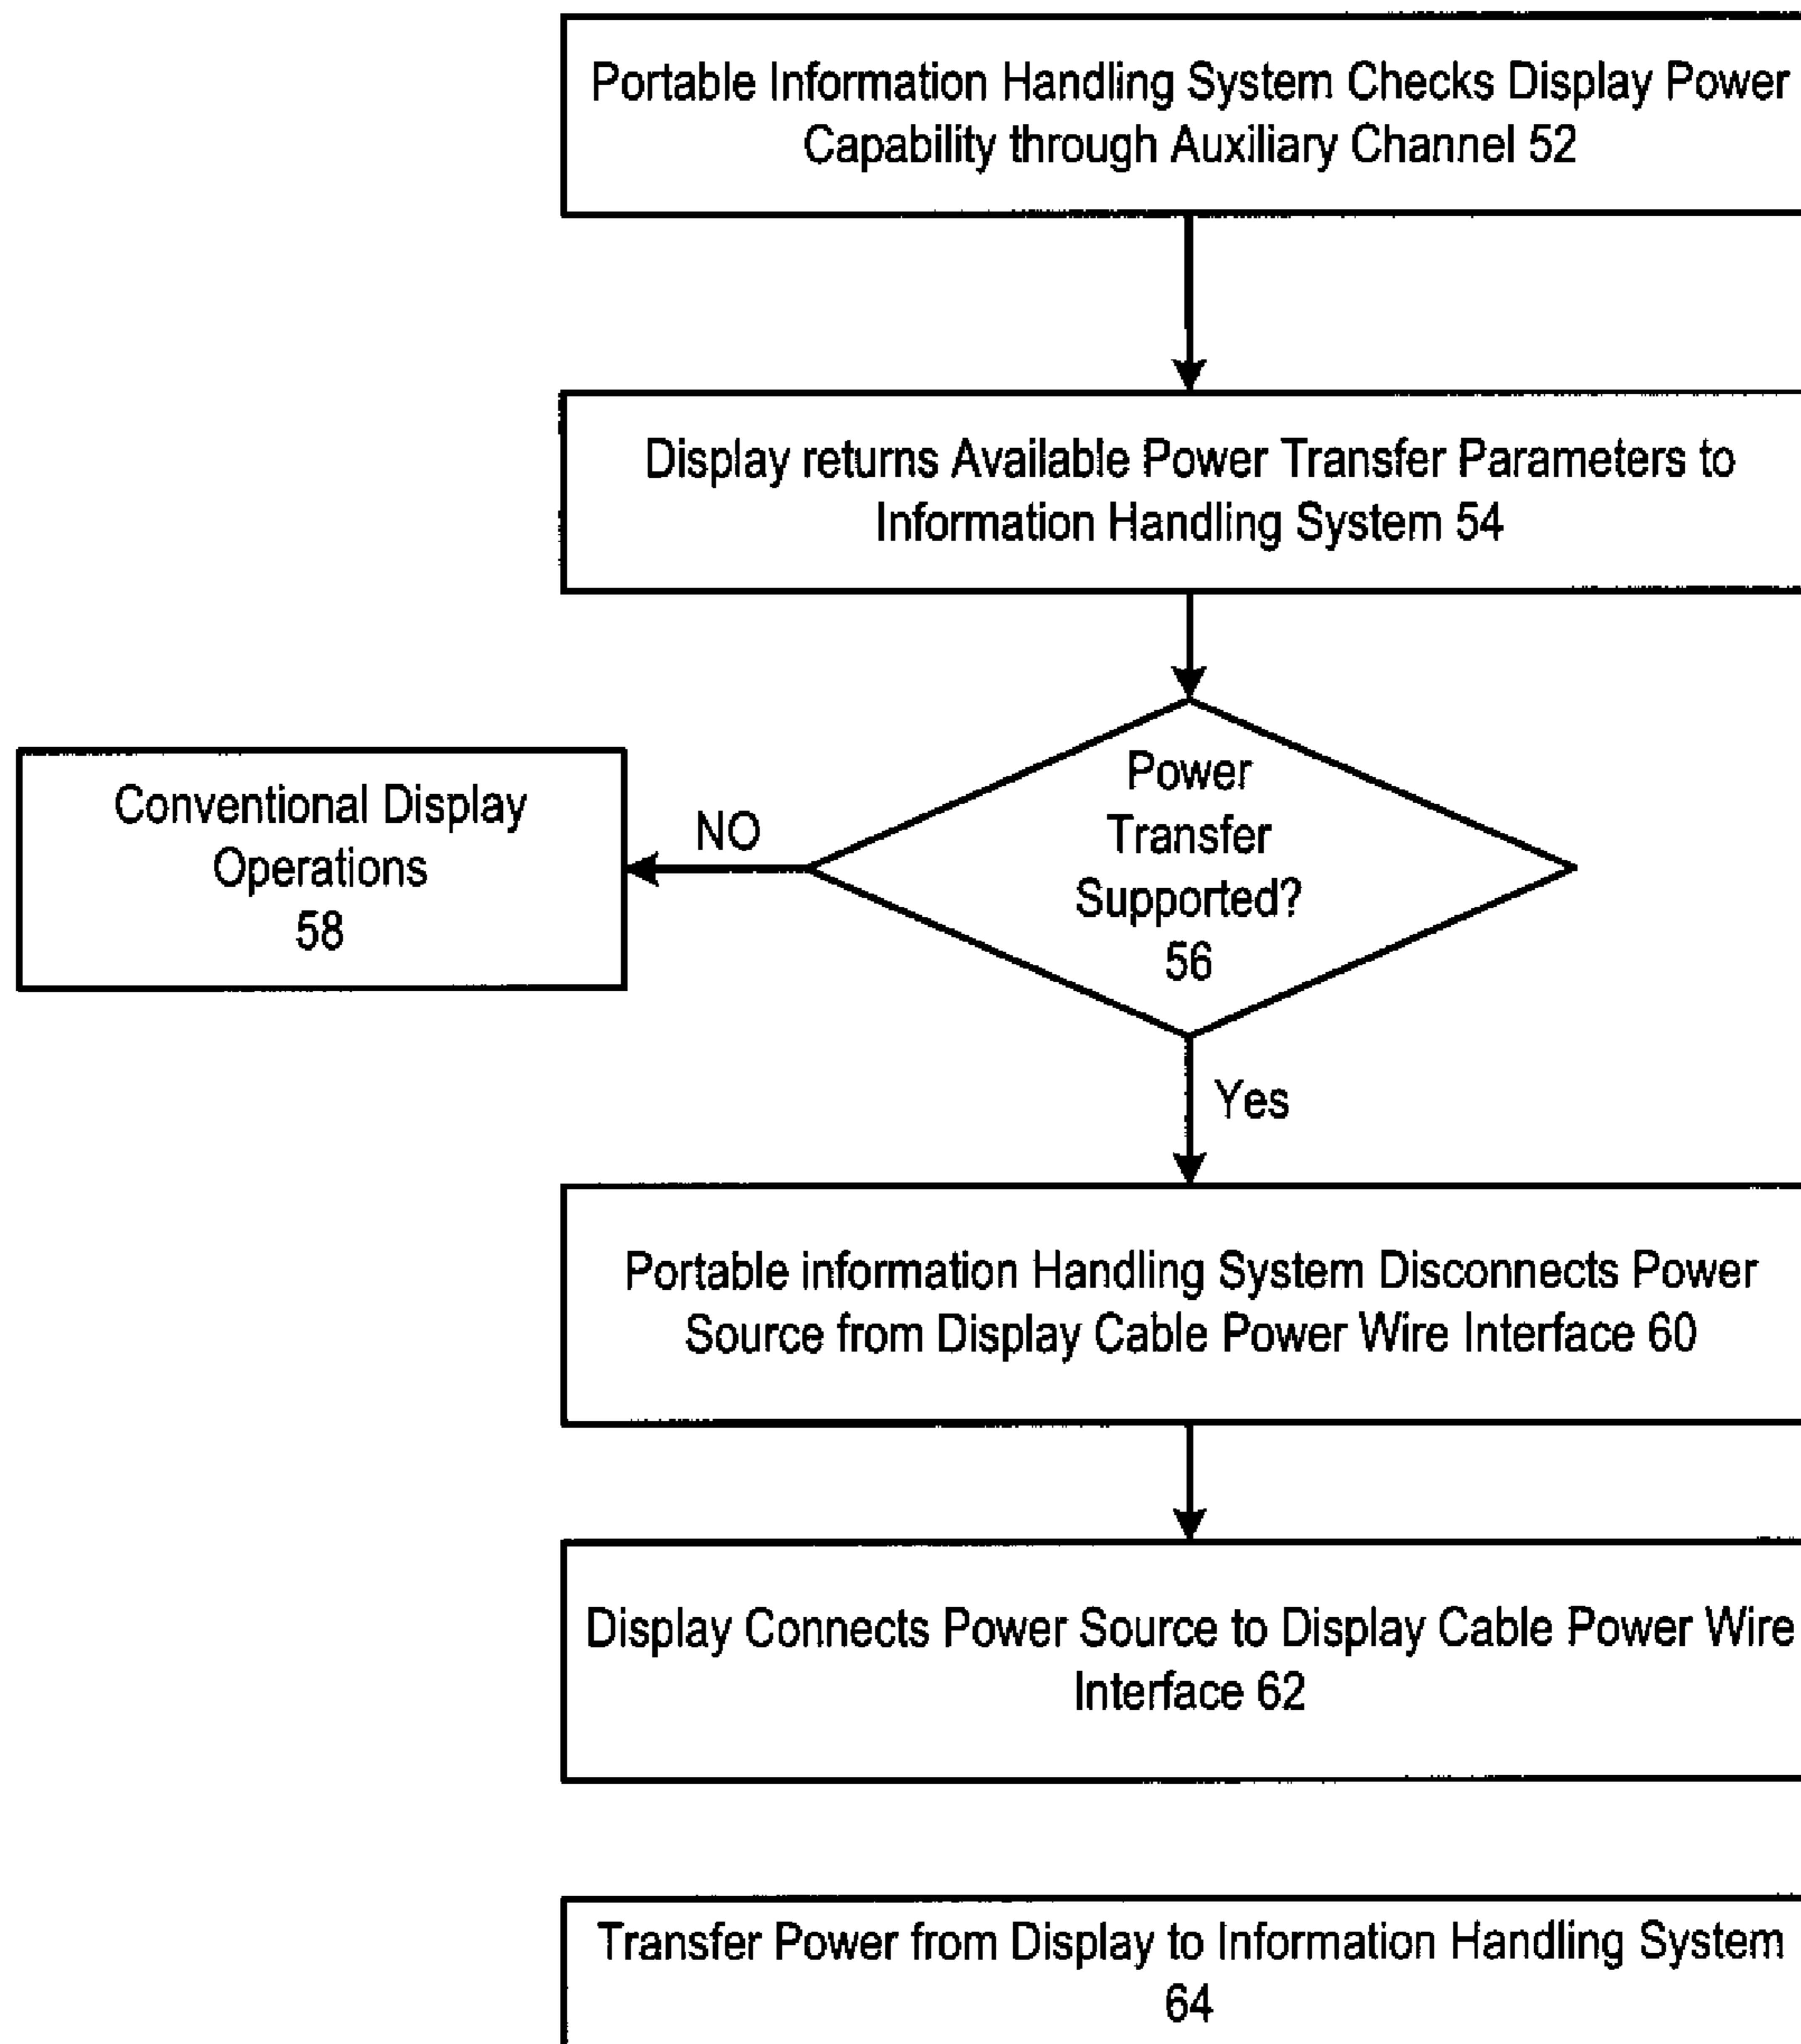 Portable Information Handling System Checks Display Power
Capability through Auxiliary Channel 52
Display returns Available Power Transfer Parameters to
Information Handling System 54
Power
Transfer
Supported?
56
NO
Conventional Display
Operations
58
Yes
Portable information Handling System Disconnects Power
Source from Display Cable Power Wire Interface 60
Display Connects Power Source to Display Cable Power Wire
Interface 62
Transfer Power from Display to Information Handling System
64